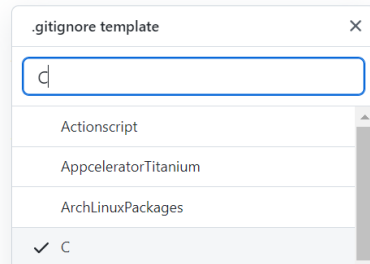 .gitignore template
C
Actionscript
AppceleratorTitanium
ArchLinuxPackages
C